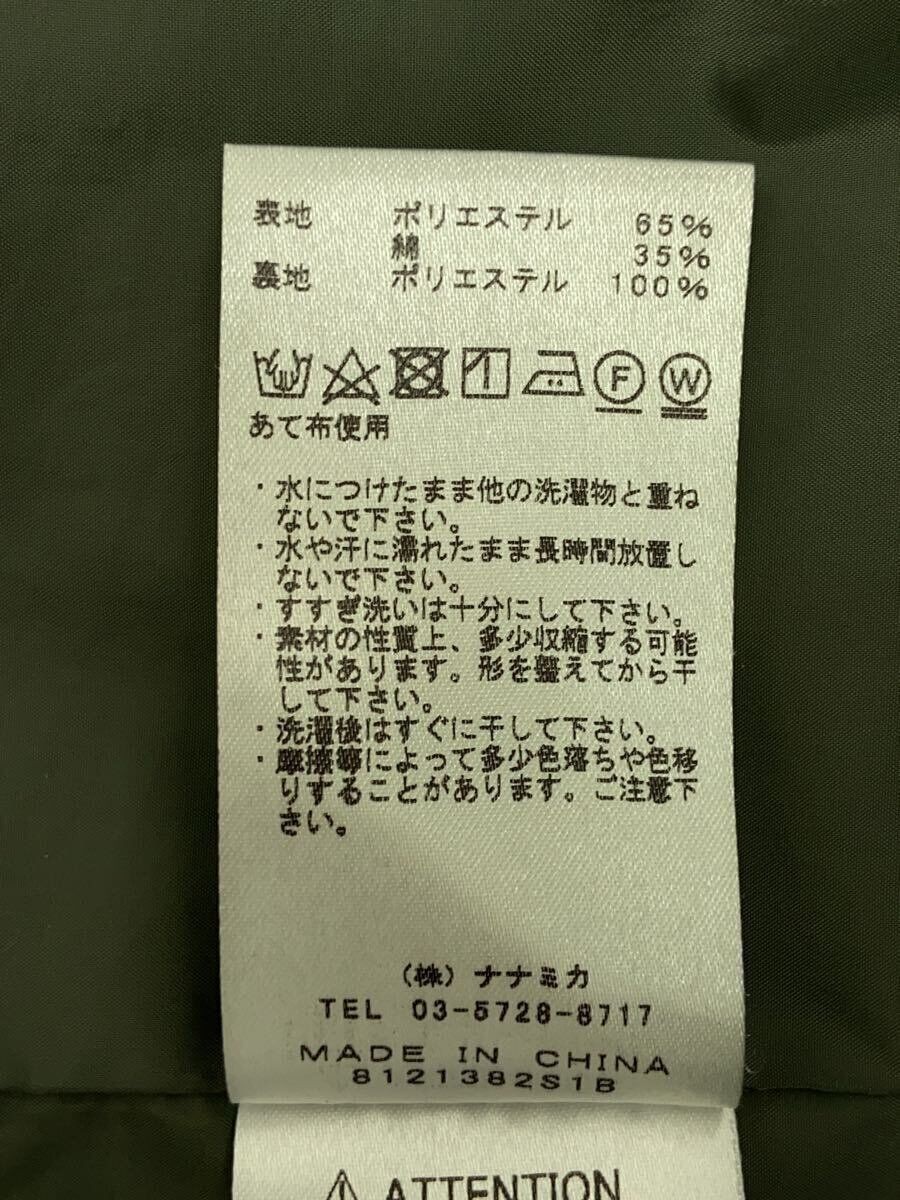 表地 ポリエステル 65%
綿 35%
裏地 ポリエステル 100%
F W
あて布使用
・水につけたまま他の洗濯物と重ね
ないで下さい。
・水や汗に濡れたまま長時間放置し
ないで下さい。
・すすぎ洗いは十分にして下さい。
・素材の性質上、多少収縮する可能
性があります。形を整えてから干
して下さい。
・洗濯後はすぐに干して下さい。
・摩擦等によって多少色落ちや色移
りすることがあります。ご注意下
さい。
(株) ナナミカ
TEL 03-5728-8717
MADE IN CHINA
8121382S1B
ATTENTION